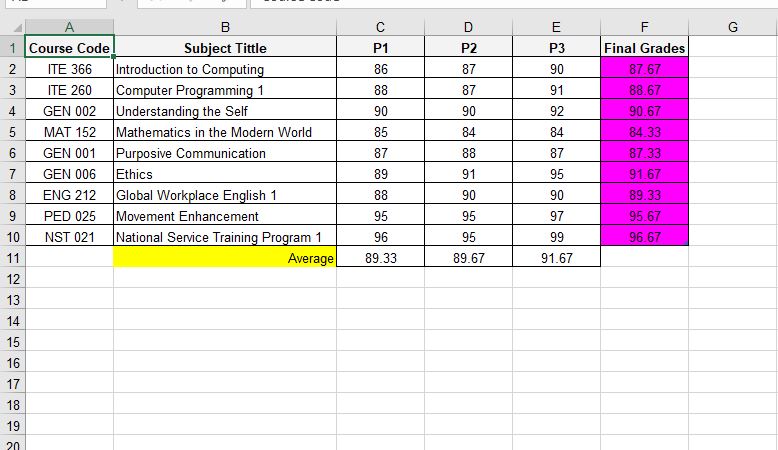 A B C D E F G
1 Course Code Subject Tittle P1 P2 P3 Final Grades
2 ITE 366 Introduction to Computing 86 87 90 87.67
3 ITE 260 Computer Programming 1 88 87 91 88.67
4 GEN 002 Understanding the Self 90 90 92 90.67
5 MAT 152 Mathematics in the Modern World 85 84 84 84.33
6 GEN 001 Purposive Communication 87 88 87 87.33
7 GEN 006 Ethics 89 91 95 91.67
8 ENG 212 Global Workplace English 1 88 90 90 89.33
9 PED 025 Movement Enhancement 95 95 97 95.67
10 NST 021 National Service Training Program 1 96 95 99 96.67
11 Average 89.33 89.67 91.67
12
13
14
15
16
17
18
19
20